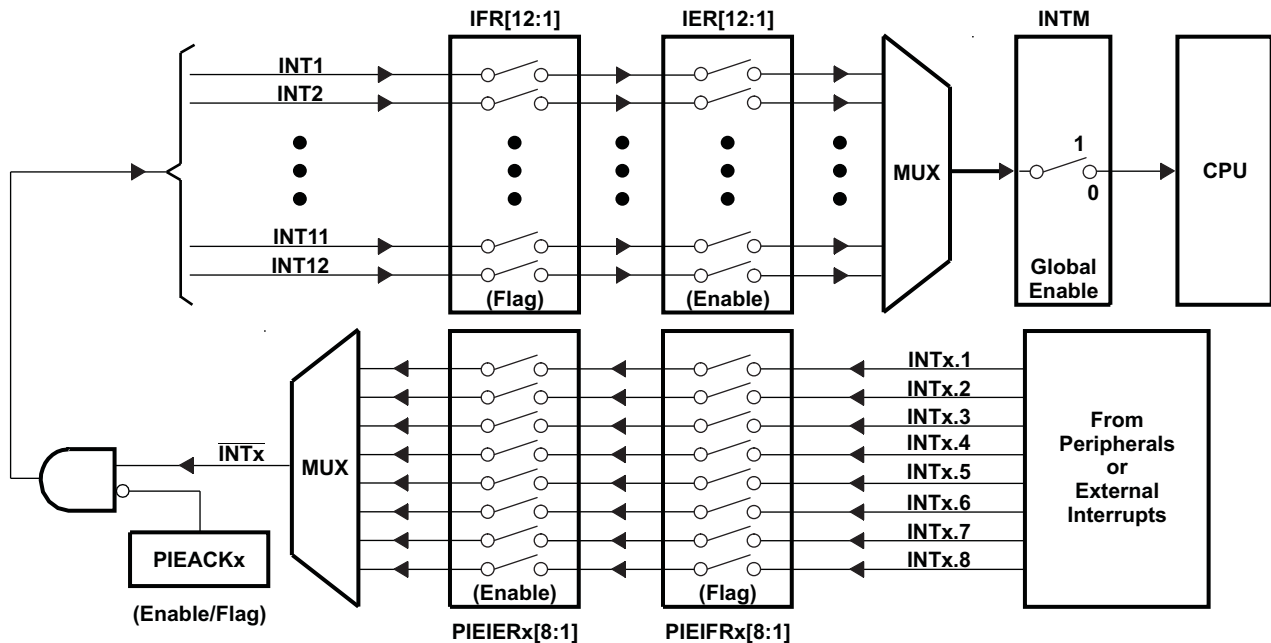 IFR[12:1]
IER[12:1]
INTM
INT1
INT2
INT11
INT12
(Flag)
(Enable)
MUX
1
0
Global
Enable
CPU
INTx.1
INTx.2
INTx.3
INTx.4
INTx.5
INTx.6
INTx.7
INTx.8
From
Peripherals
or
External
Interrupts
INTx
MUX
PIEACKx
(Enable/Flag)
(Enable)
(Flag)
PIEIERx[8:1]
PIEIFRx[8:1]